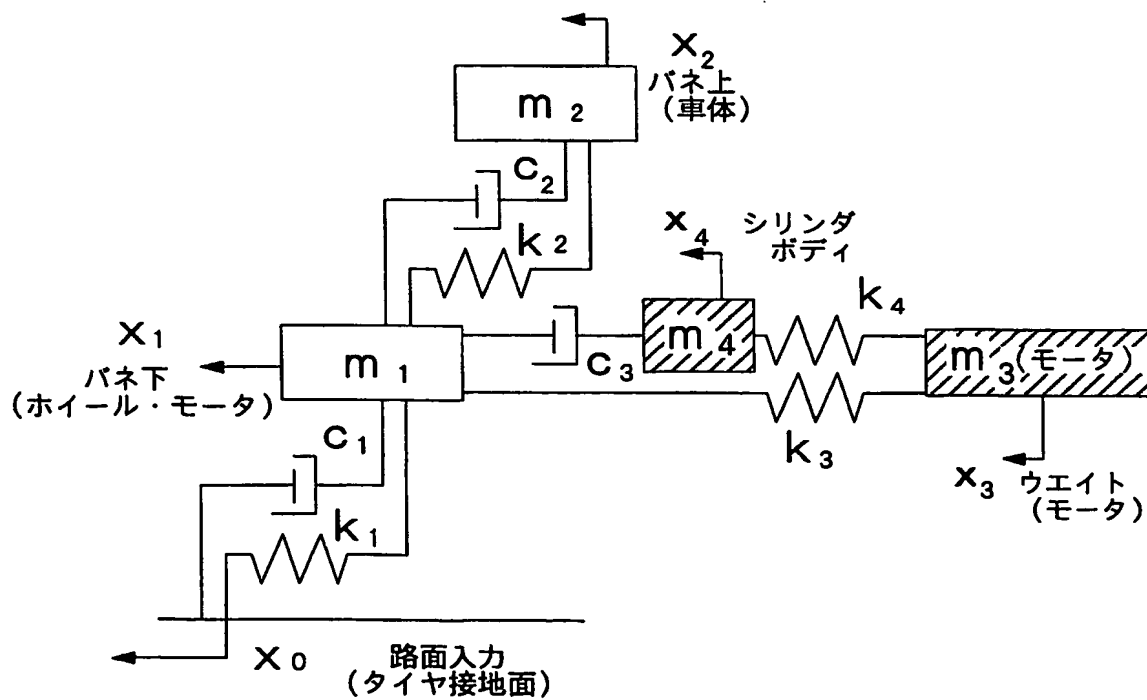 x₂
バネ上
(車体)
m₂
c₂
k₂
x₄
シリンダ
ボディ
k₄
x₁
m₁
c₃
m₄
m₃(モータ)
バネ下
(ホイール・モータ)
k₃
c₁
x₃
ウエイト
(モータ)
k₁
x₀
路面入力
(タイヤ接地面)